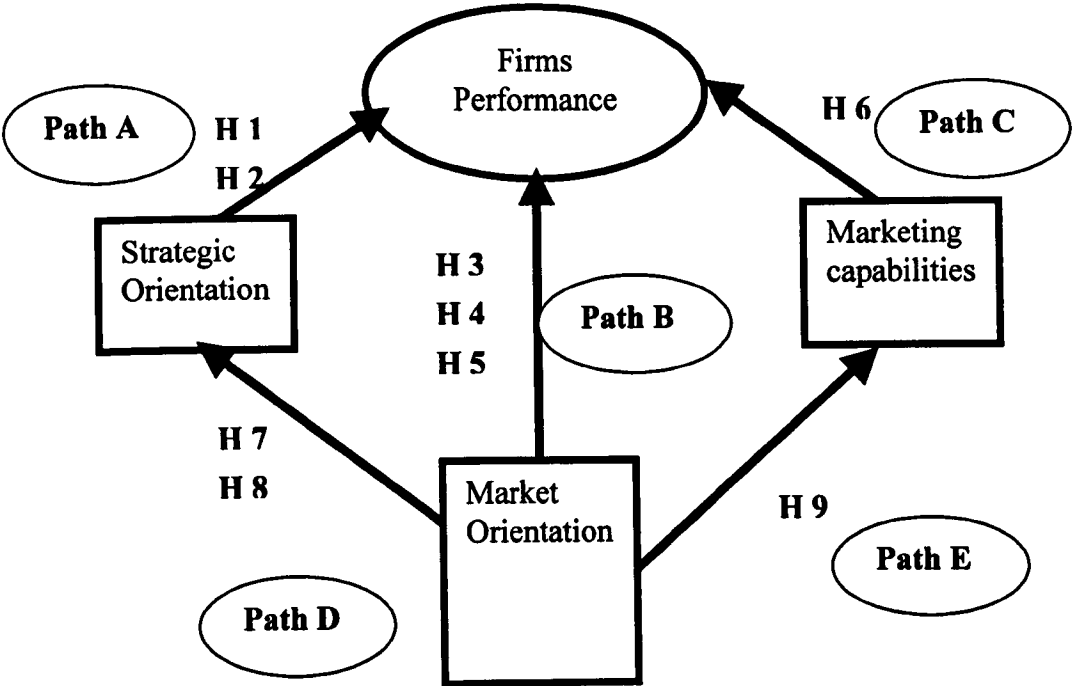 Firms
Performance
Path A
H 1
H 2
H 6
Path C
Strategic
Orientation
Marketing
capabilities
H 3
H 4
H 5
Path B
H 7
H 8
Market
Orientation
H 9
Path E
Path D